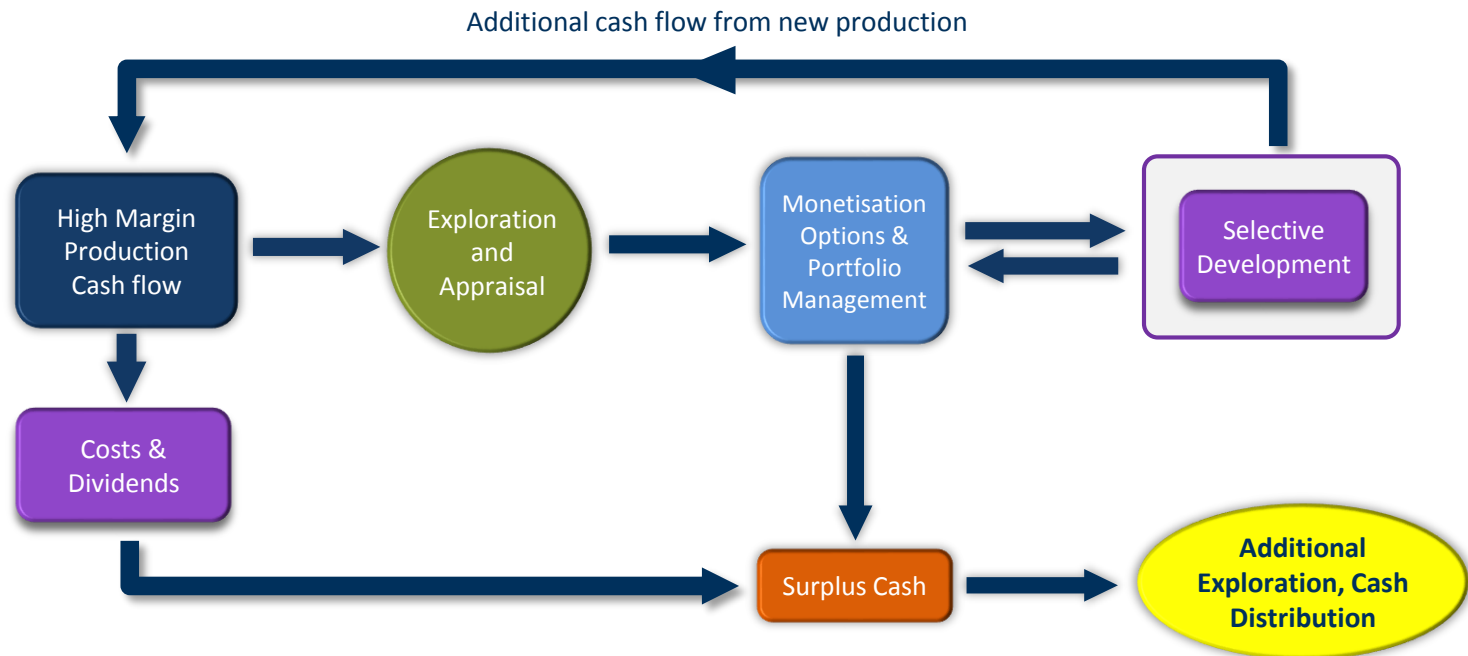 Additional cash flow from new production
High Margin
Production
Cash flow
Exploration
and
Appraisal
Monetisation
Options &
Portfolio
Management
Selective
Development
Costs &
Dividends
Surplus Cash
Additional
Exploration, Cash
Distribution